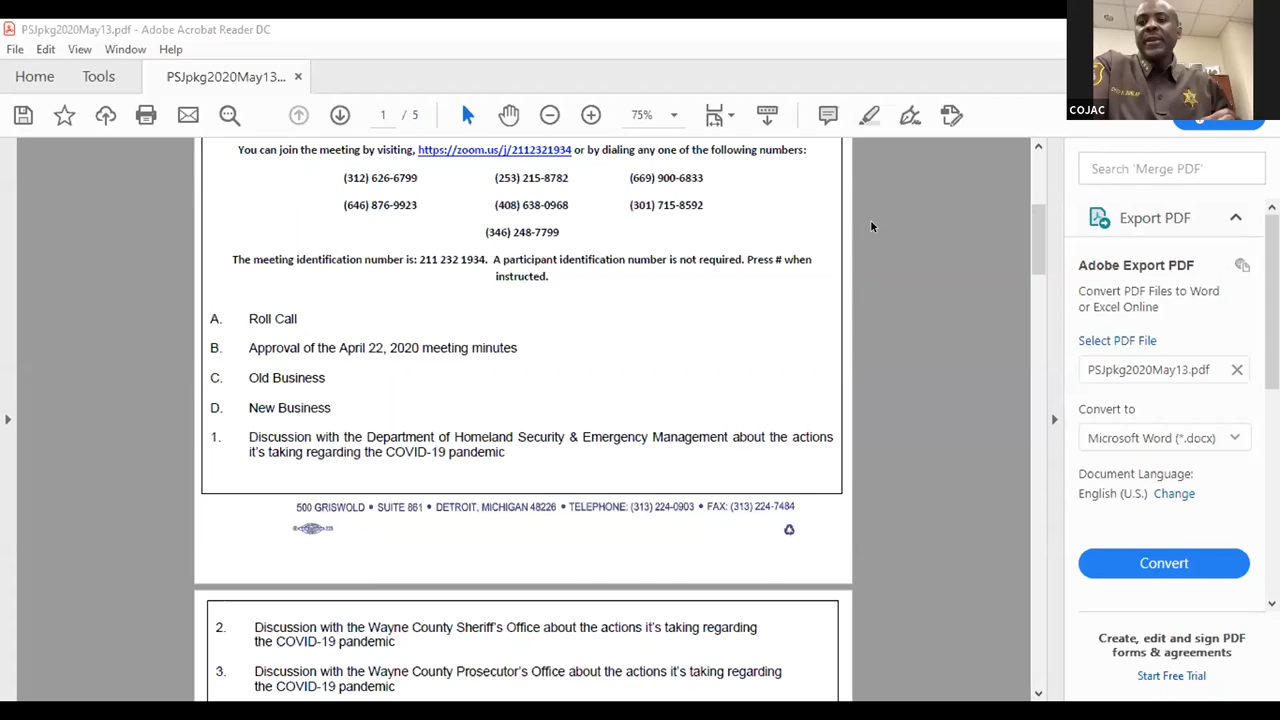 PSJpkg2020May13.pdf - Adobe Acrobat Reader DC
File Edit View Window Help
Home Tools PSJpkg2020May13... ×
1 / 5 75%
COJAC
You can join the meeting by visiting, https://zoom.us/j/2112321934 or by dialing any one of the following numbers:
(312) 626-6799 (253) 215-8782 (669) 900-6833
(646) 876-9923 (408) 638-0968 (301) 715-8592
(346) 248-7799
The meeting identification number is: 211 232 1934. A participant identification number is not required. Press # when
instructed.
A. Roll Call
B. Approval of the April 22, 2020 meeting minutes
C. Old Business
D. New Business
1. Discussion with the Department of Homeland Security & Emergency Management about the actions
it's taking regarding the COVID-19 pandemic
500 GRISWOLD • SUITE 861 • DETROIT, MICHIGAN 48226 • TELEPHONE: (313) 224-0903 • FAX: (313) 224-7484
2. Discussion with the Wayne County Sheriff's Office about the actions it's taking regarding
the COVID-19 pandemic
3. Discussion with the Wayne County Prosecutor's Office about the actions it's taking regarding
the COVID-19 pandemic
Search 'Merge PDF'
Export PDF
Adobe Export PDF
Convert PDF Files to Word
or Excel Online
Select PDF File
PSJpkg2020May13.pdf
Convert to
Microsoft Word (*.docx)
Document Language:
English (U.S.) Change
Convert
Create, edit and sign PDF
forms & agreements
Start Free Trial